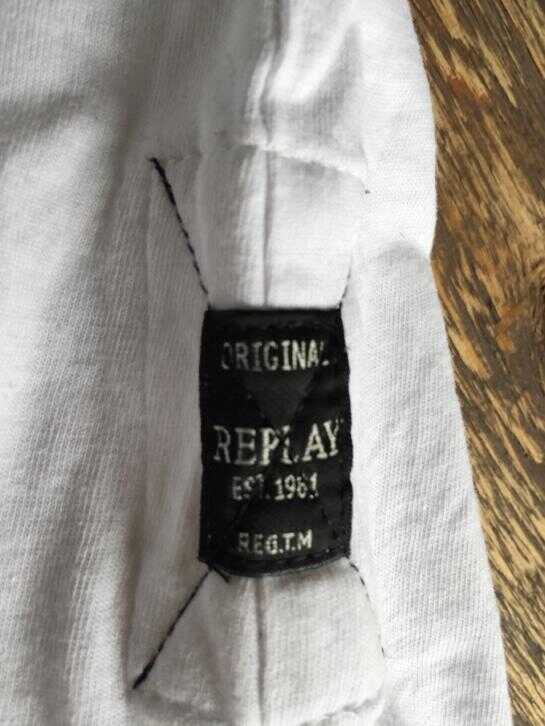 ORIGINAL
REPLAY
EST.1981
REG.T.M